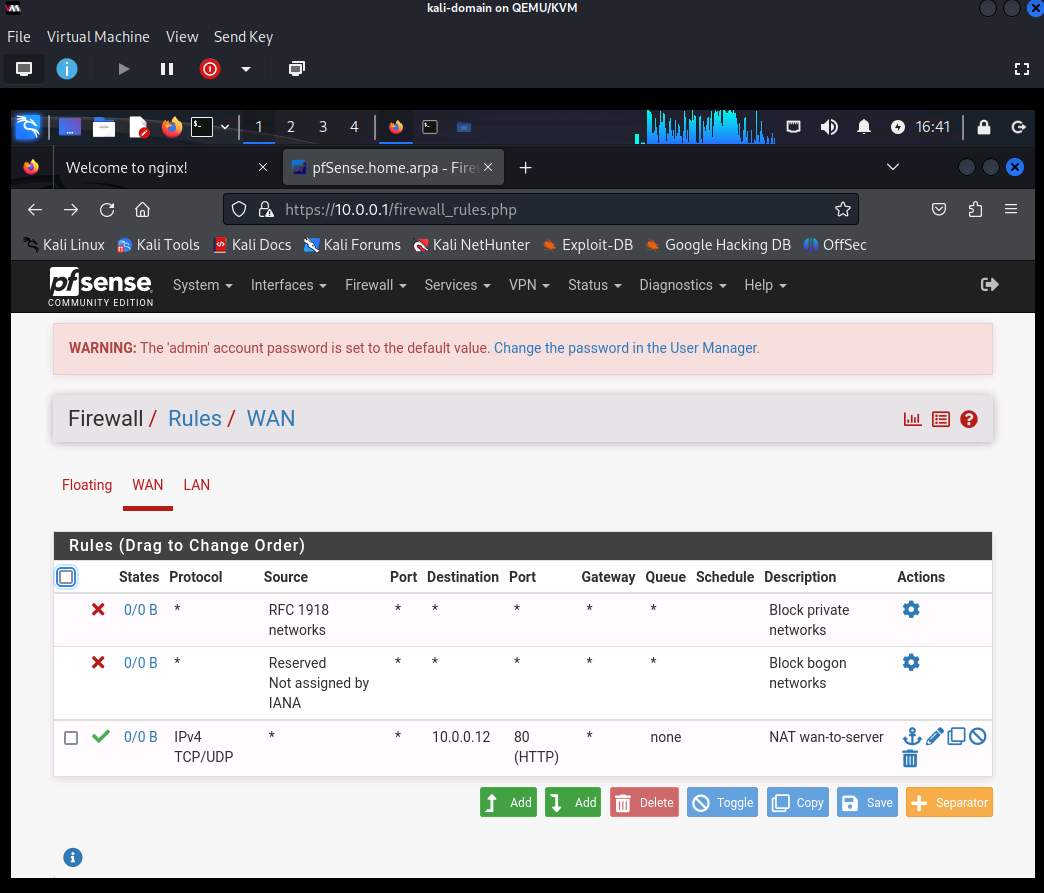 kali-domain on QEMU/KVM
File Virtual Machine View Send Key
1 2 3 4 16:41
Welcome to nginx! pfSense.home.arpa - Fire
https://10.0.0.1/firewall_rules.php
Kali Linux Kali Tools Kali Docs Kali Forums Kali NetHunter Exploit-DB Google Hacking DB OffSec
pfsense
COMMUNITY EDITION
System Interfaces Firewall Services VPN Status Diagnostics Help
WARNING: The 'admin' account password is set to the default value. Change the password in the User Manager.
Firewall / Rules / WAN
Floating WAN LAN
Rules (Drag to Change Order)
States Protocol Source Port Destination Port Gateway Queue Schedule Description Actions
0/0 B * RFC 1918 * * * * * Block private
networks networks
0/0 B * Reserved * * * * * Block bogon
Not assigned by networks
IANA
0/0 B IPv4 * * 10.0.0.12 80 * none NAT wan-to-server
TCP/UDP (HTTP)
Add Add Delete Toggle Copy Save Separator